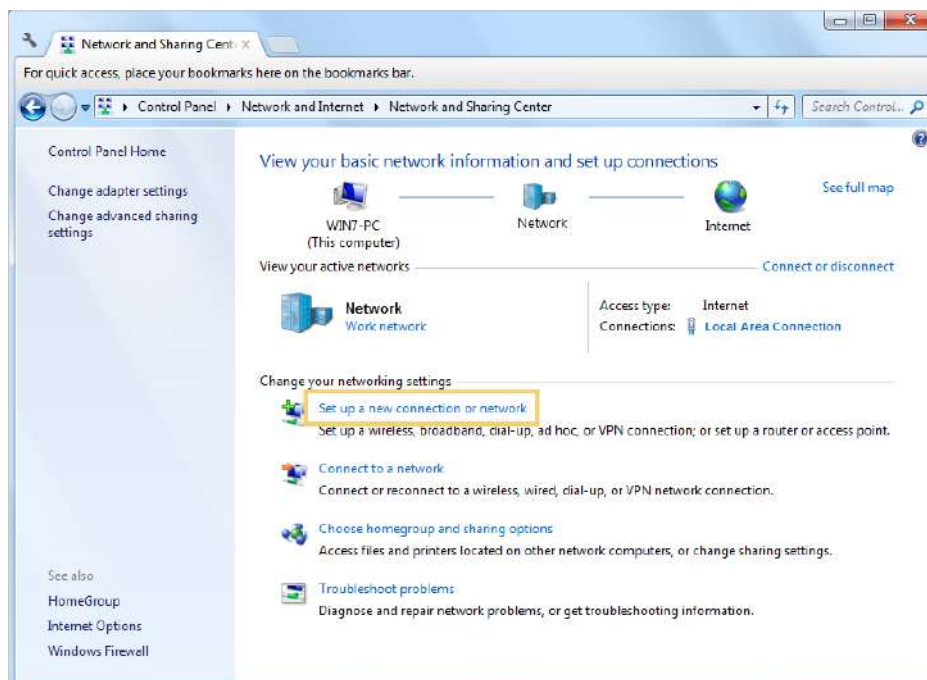 Network and Sharing Cent
For quick access, place your bookmarks here on the bookmarks bar.
Control Panel Network and Internet Network and Sharing Center Search Control...
Control Panel Home
Change adapter settings
Change advanced sharing
settings
View your basic network information and set up connections
See full map
WIN7-PC Network Internet
(This computer)
View your active networks Connect or disconnect
Network Access type: Internet
Work network Connections: Local Area Connection
Change your networking settings
Set up a new connection or network
Set up a wireless, broadband, dial-up, ad hoc, or VPN connection; or set up a router or access point.
Connect to a network
Connect or reconnect to a wireless, wired, dial-up, or VPN network connection.
Choose homegroup and sharing options
Access files and printers located on other network computers, or change sharing settings.
Troubleshoot problems
Diagnose and repair network problems, or get troubleshooting information.
See also
HomeGroup
Internet Options
Windows Firewall